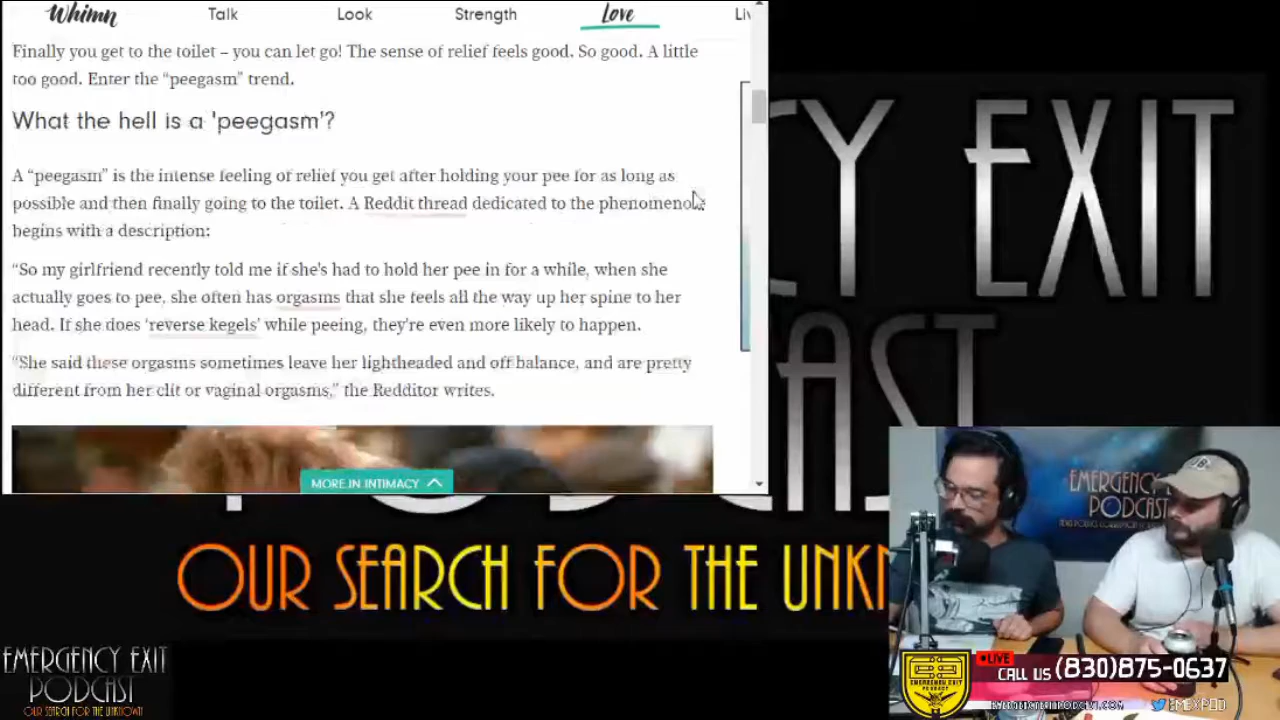 Whimn
Talk
Look
Strength
Love
Finally you get to the toilet – you can let go! The sense of relief feels good. So good. A little
too good. Enter the “peegasm” trend.
What the hell is a 'peegasm'?
A “peegasm” is the intense feeling of relief you get after holding your pee for as long as
possible and then finally going to the toilet. A Reddit thread dedicated to the phenomenon
begins with a description:
“So my girlfriend recently told me if she's had to hold her pee in for a while, when she
actually goes to pee, she often has orgasms that she feels all the way up her spine to her
head. If she does ‘reverse kegels’ while peeing, they're even more likely to happen.
“She said these orgasms sometimes leave her lightheaded and off balance, and are pretty
different from her clit or vaginal orgasms,” the Redditor writes.
MORE IN INTIMACY
CY EXIT
OUR SEARCH FOR THE UNK
EMERGENCY E
PODCAST
EMERGENCY EXIT
PODCAST
OUR SEARCH FOR THE UNKNOWN
EMERGENCY EXIT
PODCAST
LIVE
CALL US (830)875-0637
EMERGENCYEXITPODCAST.COM
@EMEXPOD